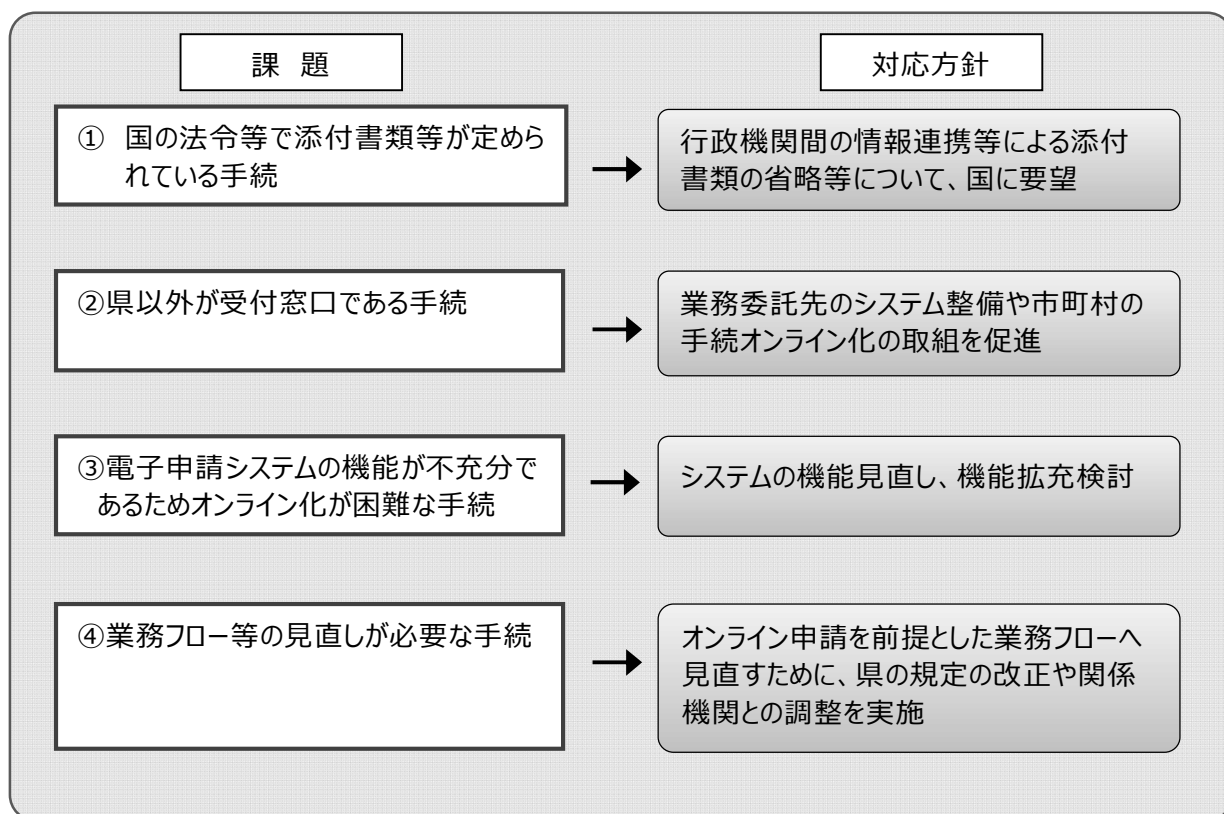 課 題
対応方針
① 国の法令等で添付書類等が定めら
れている手続
行政機関間の情報連携等による添付
書類の省略等について、国に要望
②県以外が受付窓口である手続
業務委託先のシステム整備や市町村の
手続オンライン化の取組を促進
③電子申請システムの機能が不充分で
あるためオンライン化が困難な手続
システムの機能見直し、機能拡充検討
④業務フロー等の見直しが必要な手続
オンライン申請を前提とした業務フローへ
見直すために、県の規定の改正や関係
機関との調整を実施